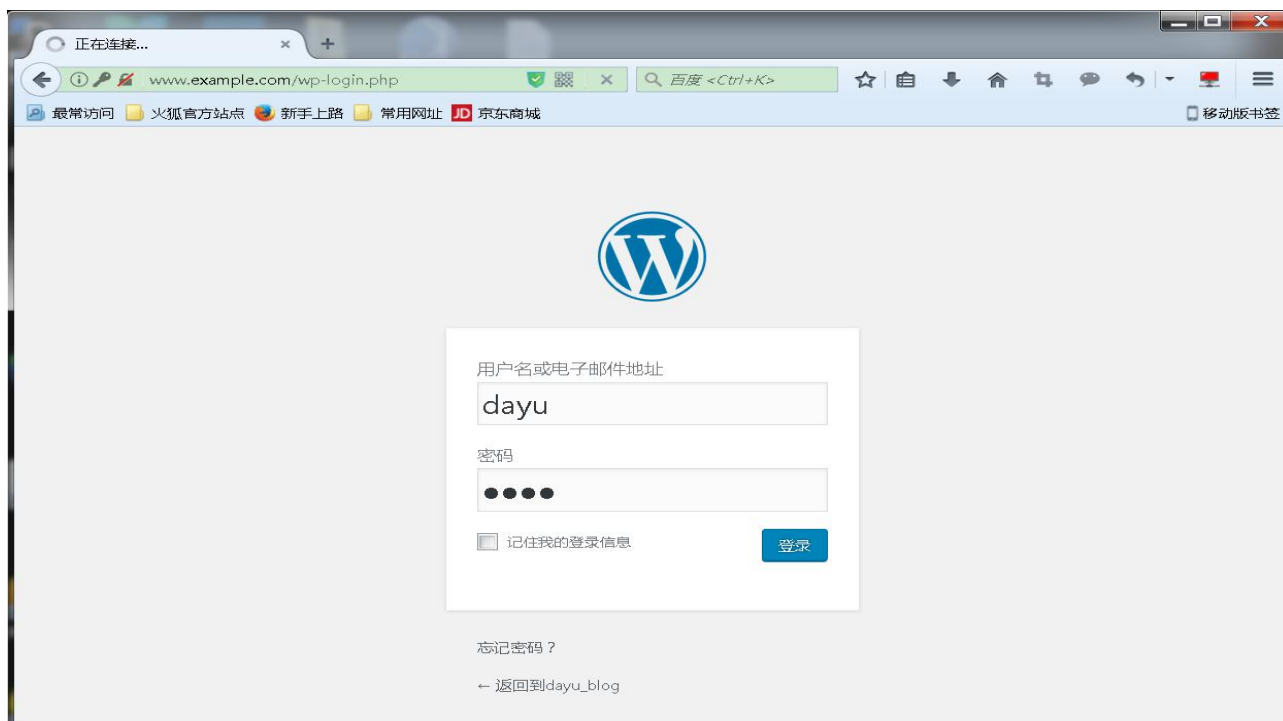 正在连接...
www.example.com/wp-login.php
百度 <Ctrl+K>
最常访问 火狐官方站点 新手上路 常用网址 JD 京东商城 移动版书签
用户名或电子邮件地址
dayu
密码
记住我的登录信息 登录
忘记密码？
← 返回到dayu_blog